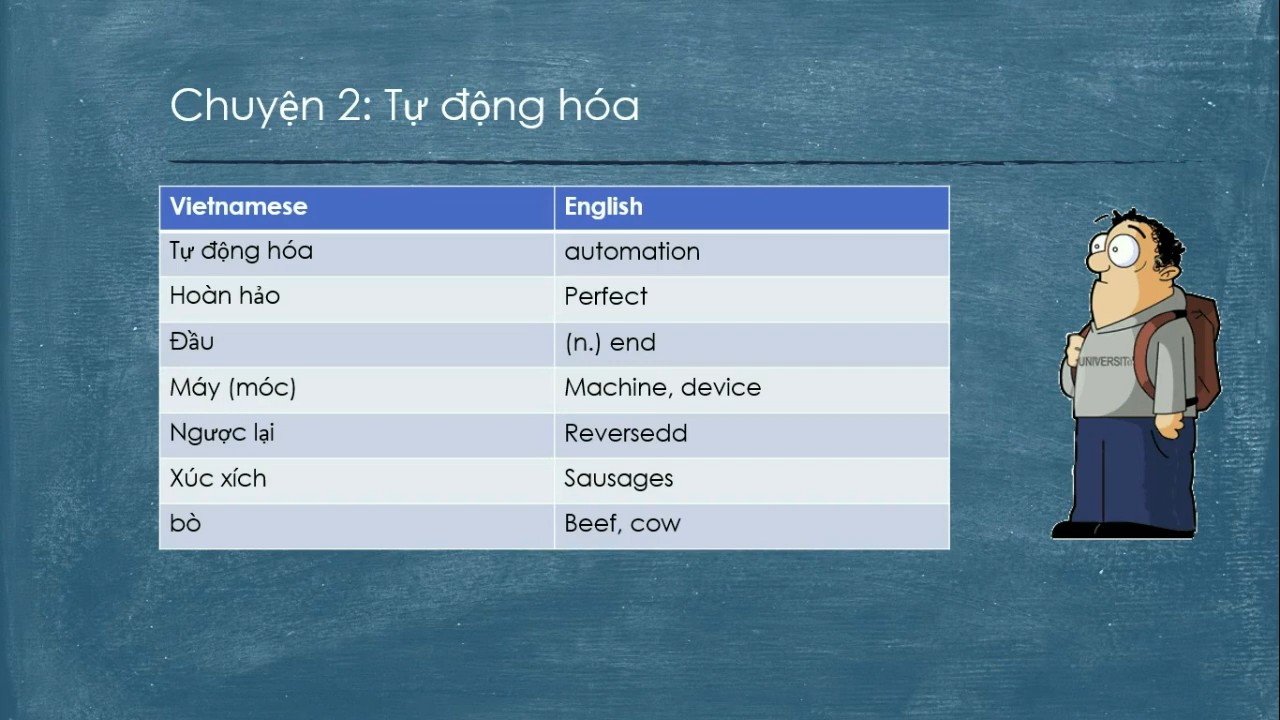 Chuyện 2: Tự động hóa
Vietnamese English
Tự động hóa automation
Hoàn hảo Perfect
Đầu (n.) end
Máy (móc) Machine, device
Ngược lại Reversedd
Xúc xích Sausages
bò Beef, cow
UNIVERSIT